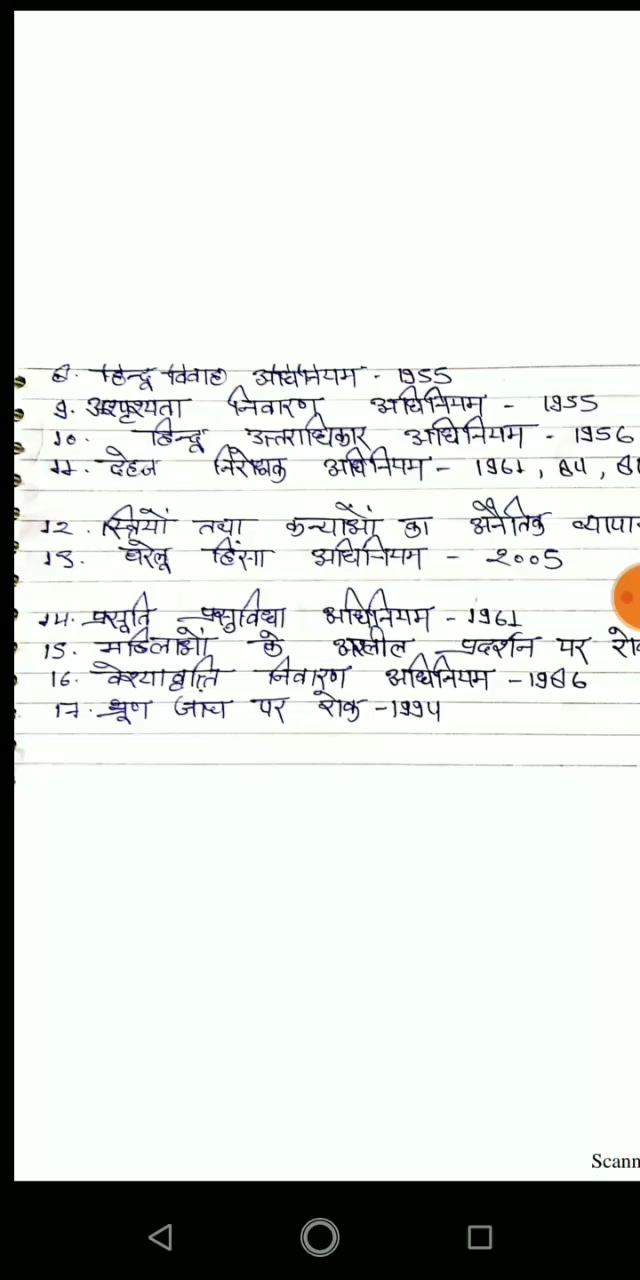 8. हिन्दू विवाह अधिनियम - 1955
9. अस्पृश्यता निवारण अधिनियम - 1955
10. हिन्दू उत्तराधिकार अधिनियम - 1956
11. देहज निरोधक अधिनियम - 1961, 84,
12. स्त्रियों तथा कन्याओं का अनैतिक व्यापा
13. घरेलू हिंसा अधिनियम - 2005
14. प्रसूति प्रसुविधा अधिनियम - 1961
15. महिलाओं के अश्लील प्रदर्शन पर रो
16. वेश्यावृत्ति निवारण अधिनियम - 1986
17. भ्रूण जांच पर रोक - 1994
Scann